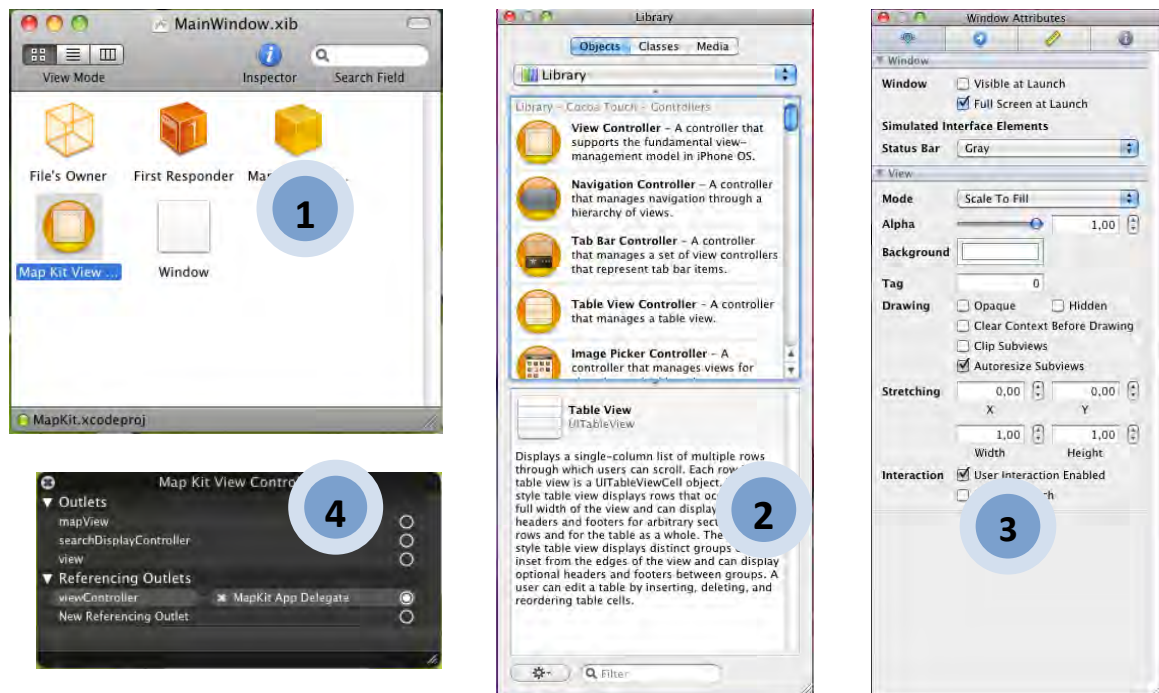 MainWindow.xib
View Mode
Inspector
Search Field
File's Owner
First Responder
Map Kit View ...
Window
1
MapKit.xcodeproj
Map Kit View
4
Outlets
mapView
searchDisplayController
view
Referencing Outlets
viewController
MapKit App Delegate
New Referencing Outlet
Library
Objects
Classes
Media
Library
Library – Cocoa Touch – Controllers
View Controller – A controller that
supports the fundamental view-
management model in iPhone OS.
Navigation Controller – A controller
that manages navigation through a
hierarchy of views.
Tab Bar Controller – A controller
that manages a set of view controllers
that represent tab bar items.
Table View Controller – A controller
that manages a table view.
Image Picker Controller – A
controller that manages views for
Table View
UITableView
Displays a single-column list of multiple rows
through which users can scroll. Each
table view is a UITableViewCell object.
style table view displays rows that
full width of the view and can display
headers and footers for arbitrary
rows and for the table as a whole. The
style table view displays distinct groups
inset from the edges of the view and can display
optional headers and footers between groups. A
user can edit a table by inserting, deleting, and
reordering table cells.
2
Filter
Window Attributes
Window
Window
Visible at Launch
Full Screen at Launch
Simulated Interface Elements
Status Bar
Gray
View
Mode
Scale To Fill
Alpha
1,00
Background
Tag
0
Drawing
Opaque
Hidden
Clear Context Before Drawing
Clip Subviews
Autoresize Subviews
Stretching
0,00
0,00
X
Y
1,00
1,00
Width
Height
Interaction
User Interaction Enabled
3